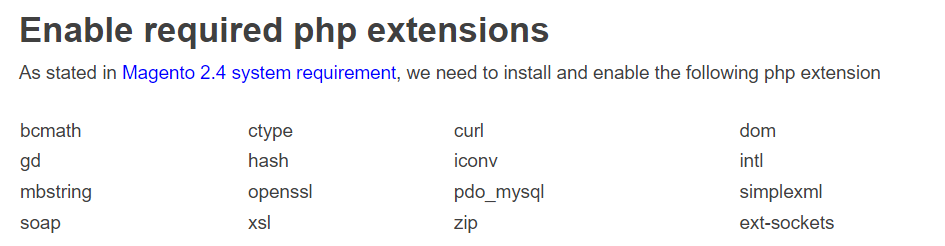 Enable required php extensions
As stated in Magento 2.4 system requirement, we need to install and enable the following php extension
bcmath ctype curl dom
gd hash iconv intl
mbstring openssl pdo_mysql simplexml
soap xsl zip ext-sockets